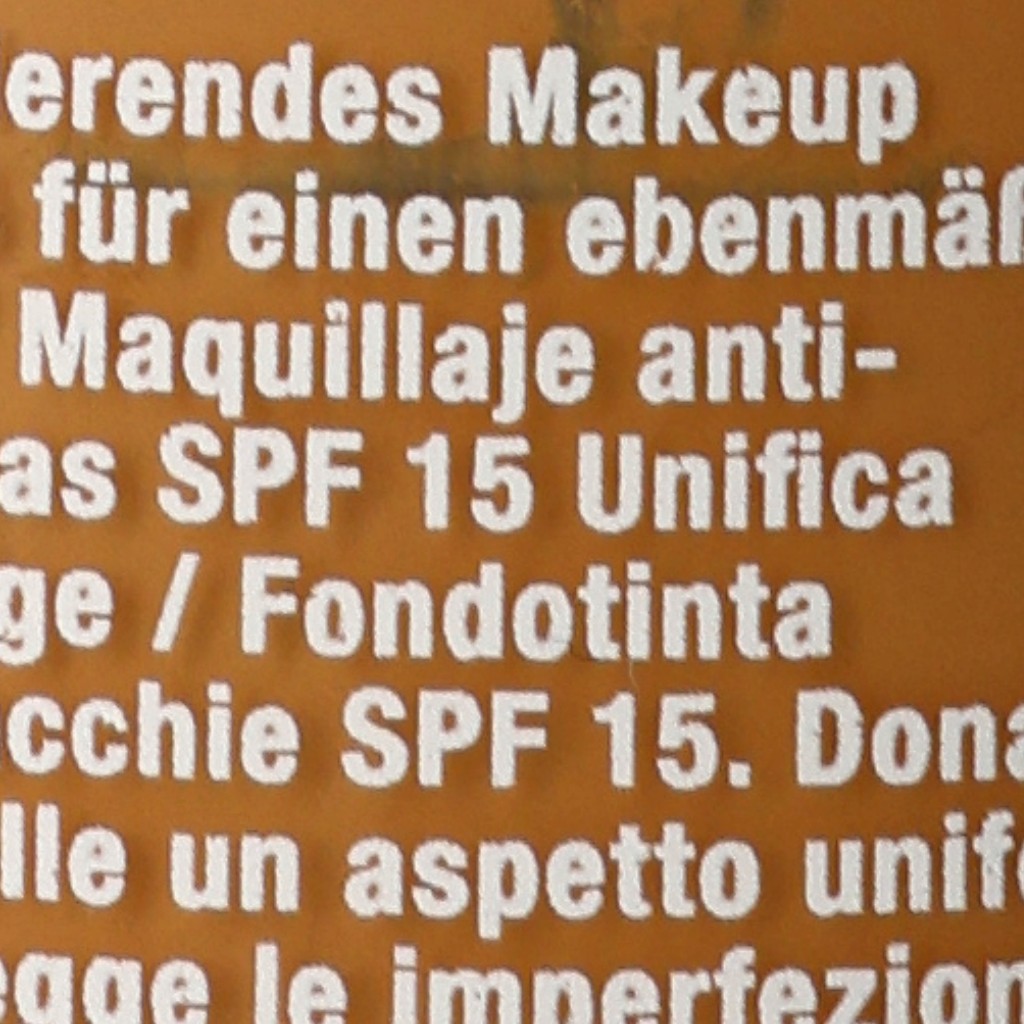 erendes Makeup
für einen ebenmäß
Maquillaje anti-
as SPF 15 Unifica
ge / Fondotinta
cchie SPF 15. Dona
lle un aspetto unifo
egge le imperfezion